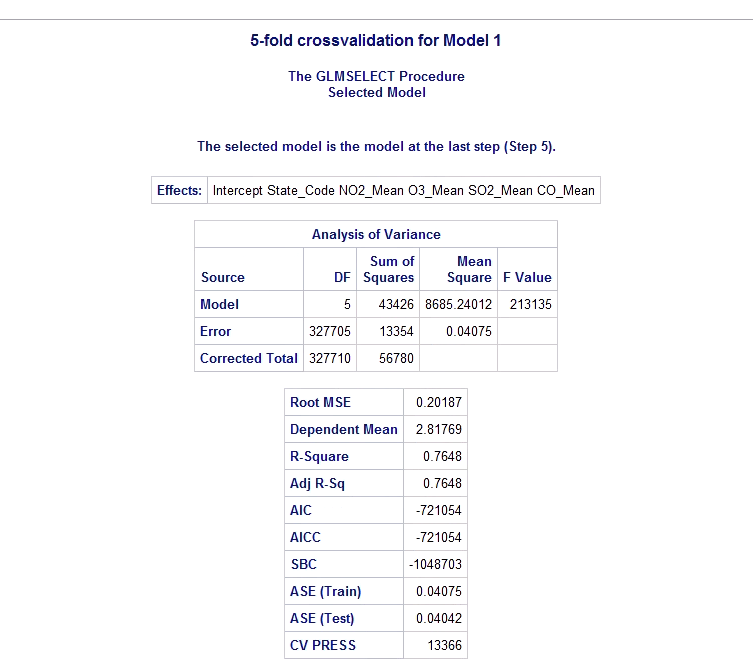 5-fold crossvalidation for Model 1
The GLMSELECT Procedure
Selected Model
The selected model is the model at the last step (Step 5).
Effects: Intercept State_Code NO2_Mean O3_Mean SO2_Mean CO_Mean
Analysis of Variance
Source DF Sum of Squares Mean Square F Value
Model 5 43426 8685.24012 213135
Error 327705 13354 0.04075
Corrected Total 327710 56780
Root MSE 0.20187
Dependent Mean 2.81769
R-Square 0.7648
Adj R-Sq 0.7648
AIC -721054
AICC -721054
SBC -1048703
ASE (Train) 0.04075
ASE (Test) 0.04042
CV PRESS 13366